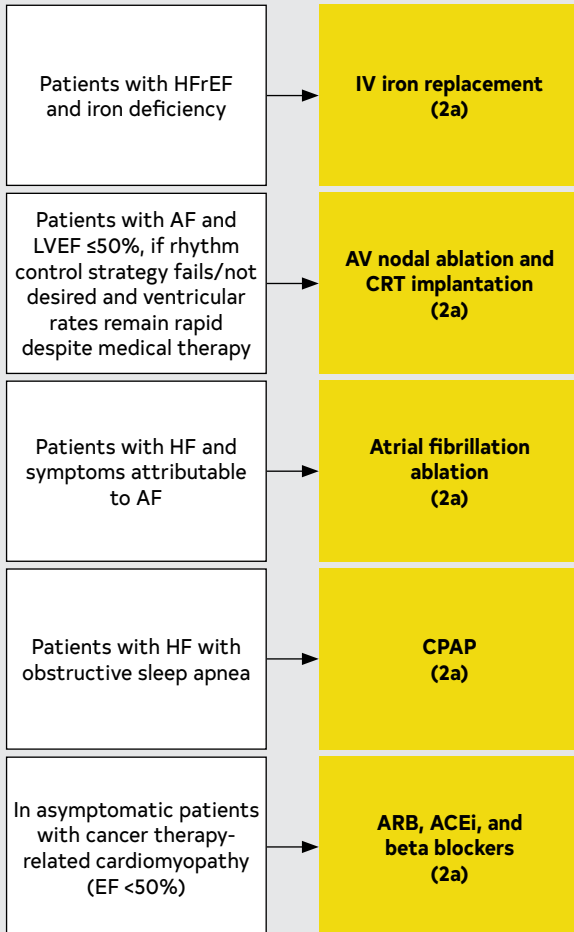 Patients with HFrEF
and iron deficiency
IV iron replacement
(2a)
Patients with AF and
LVEF ≤50%, if rhythm
control strategy fails/not
desired and ventricular
rates remain rapid
despite medical therapy
AV nodal ablation and
CRT implantation
(2a)
Patients with HF and
symptoms attributable
to AF
Atrial fibrillation
ablation
(2a)
Patients with HF with
obstructive sleep apnea
CPAP
(2a)
In asymptomatic patients
with cancer therapy-
related cardiomyopathy
(EF <50%)
ARB, ACEi, and
beta blockers
(2a)